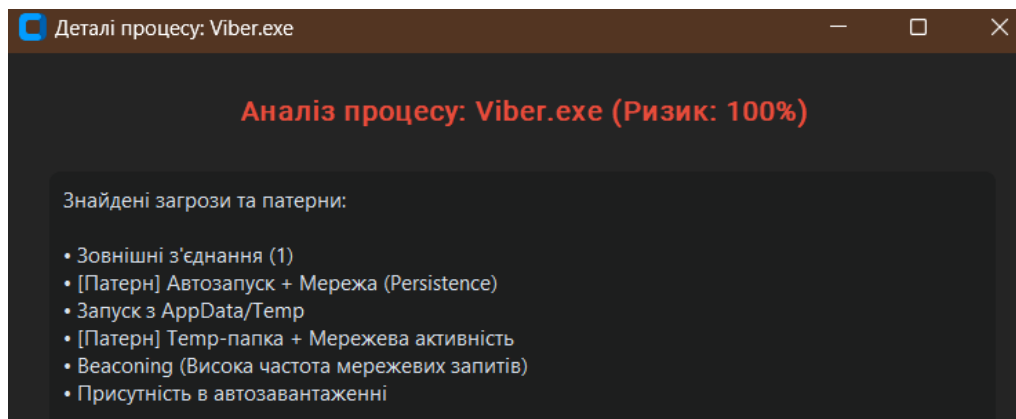 Деталі процесу: Viber.exe
Аналіз процесу: Viber.exe (Ризик: 100%)
Знайдені загрози та патерни:
• Зовнішні з'єднання (1)
• [Патерн] Автозапуск + Мережа (Persistence)
• Запуск з AppData/Temp
• [Патерн] Temp-папка + Мережева активність
• Beaconing (Висока частота мережевих запитів)
• Присутність в автозавантаженні